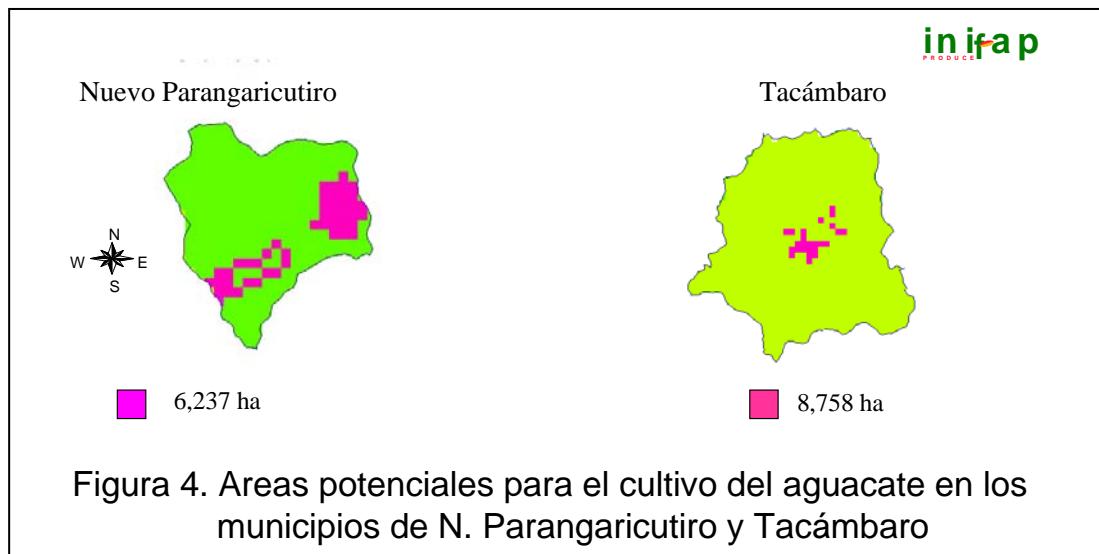 inifap
PRODUCE
Nuevo Parangaricutiro
Tacámbaro
N
W E
S
6,237 ha
8,758 ha
Figura 4. Areas potenciales para el cultivo del aguacate en los
municipios de N. Parangaricutiro y Tacámbaro